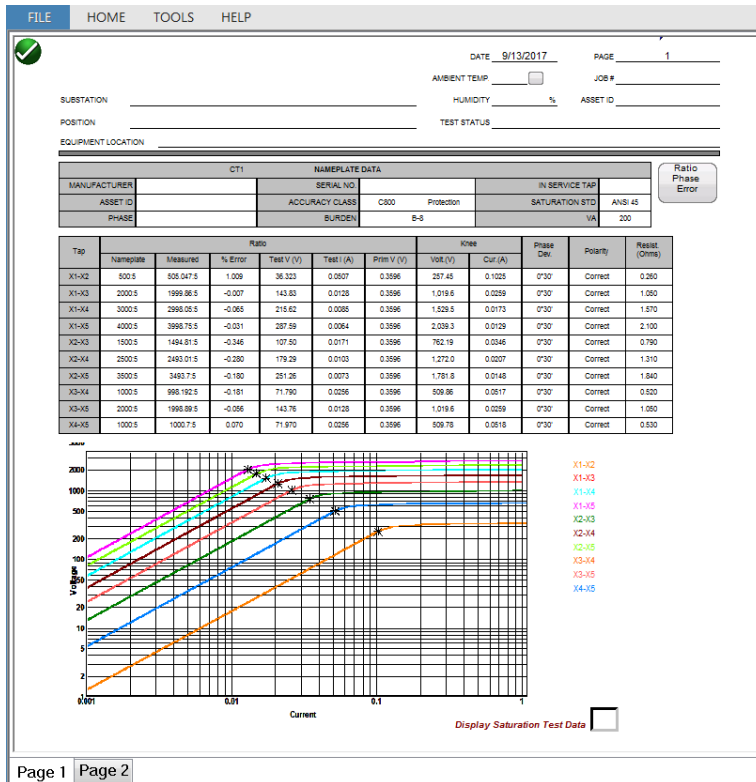 FILE HOME TOOLS HELP
DATE 9/13/2017 PAGE 1
AMBIENT TEMP JOB #
SUBSTATION HUMIDITY % ASSET ID
POSITION TEST STATUS
EQUIPMENT LOCATION
CT1 NAMEPLATE DATA
Ratio
Phase
Error
MANUFACTURER SERIAL NO. IN SERVICE TAP
ASSET ID ACCURACY CLASS C800 Protection SATURATION STD ANSI 45
PHASE BURDEN B-8 VA 200
Tap Ratio Knee Phase Dev. Polarity Resist. (Ohms)
Nameplate Measured % Error Test V (V) Test I (A) Prim V (V) Volt.(V) Cur.(A)
X1-X2 500:5 505.047:5 1.009 36.323 0.0507 0.3596 257.45 0.1025 0°30' Correct 0.260
X1-X3 2000:5 1999.86:5 -0.007 143.83 0.0128 0.3596 1,019.6 0.0259 0°30' Correct 1.050
X1-X4 3000:5 2998.05:5 -0.065 215.62 0.0085 0.3596 1,529.5 0.0173 0°30' Correct 1.570
X1-X5 4000:5 3998.75:5 -0.031 287.59 0.0064 0.3596 2,039.3 0.0129 0°30' Correct 2.100
X2-X3 1500:5 1494.81:5 -0.346 107.50 0.0171 0.3596 762.19 0.0346 0°30' Correct 0.790
X2-X4 2500:5 2493.01:5 -0.280 179.29 0.0103 0.3596 1,272.0 0.0207 0°30' Correct 1.310
X2-X5 3500:5 3493.7:5 -0.180 251.26 0.0073 0.3596 1,781.8 0.0148 0°30' Correct 1.840
X3-X4 1000:5 998.192:5 -0.181 71.790 0.0256 0.3596 509.86 0.0517 0°30' Correct 0.520
X3-X5 2000:5 1998.89:5 -0.056 143.76 0.0128 0.3596 1,019.6 0.0259 0°30' Correct 1.050
X4-X5 1000:5 1000.7:5 0.070 71.970 0.0256 0.3596 509.78 0.0518 0°30' Correct 0.530
2000
1000
500
200
100
20
10
5
2
1
Voltage
0.001 0.01 0.1 1
Current
X1-X2
X1-X3
X1-X4
X1-X5
X2-X3
X2-X4
X2-X5
X3-X4
X3-X5
X4-X5
Display Saturation Test Data
Page 1 Page 2